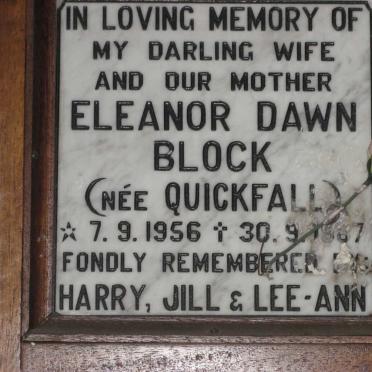 IN LOVING MEMORY OF
MY DARLING WIFE
AND OUR MOTHER
ELEANOR DAWN
BLOCK
(NÉE QUICKFALL)
☆ 7.9.1956 ✝ 30.9.
FONDLY REMEMBERED
HARRY, JILL & LEE-ANN